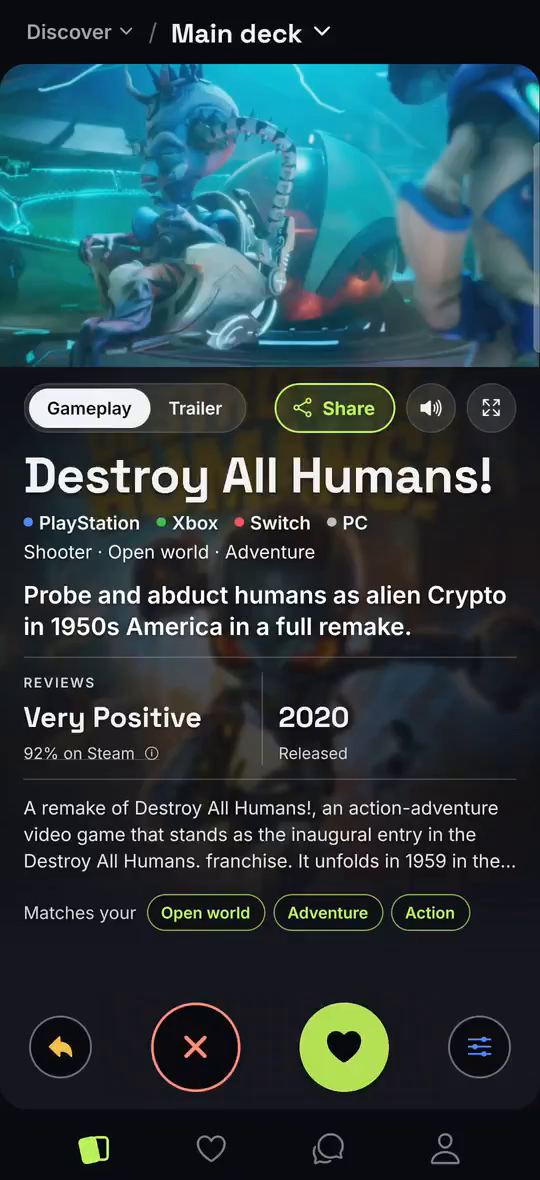 Discover / Main deck
Gameplay Trailer Share
Destroy All Humans!
PlayStation Xbox Switch PC
Shooter · Open world · Adventure
Probe and abduct humans as alien Crypto
in 1950s America in a full remake.
REVIEWS
Very Positive
92% on Steam
2020
Released
A remake of Destroy All Humans!, an action-adventure
video game that stands as the inaugural entry in the
Destroy All Humans. franchise. It unfolds in 1959 in the...
Matches your Open world Adventure Action